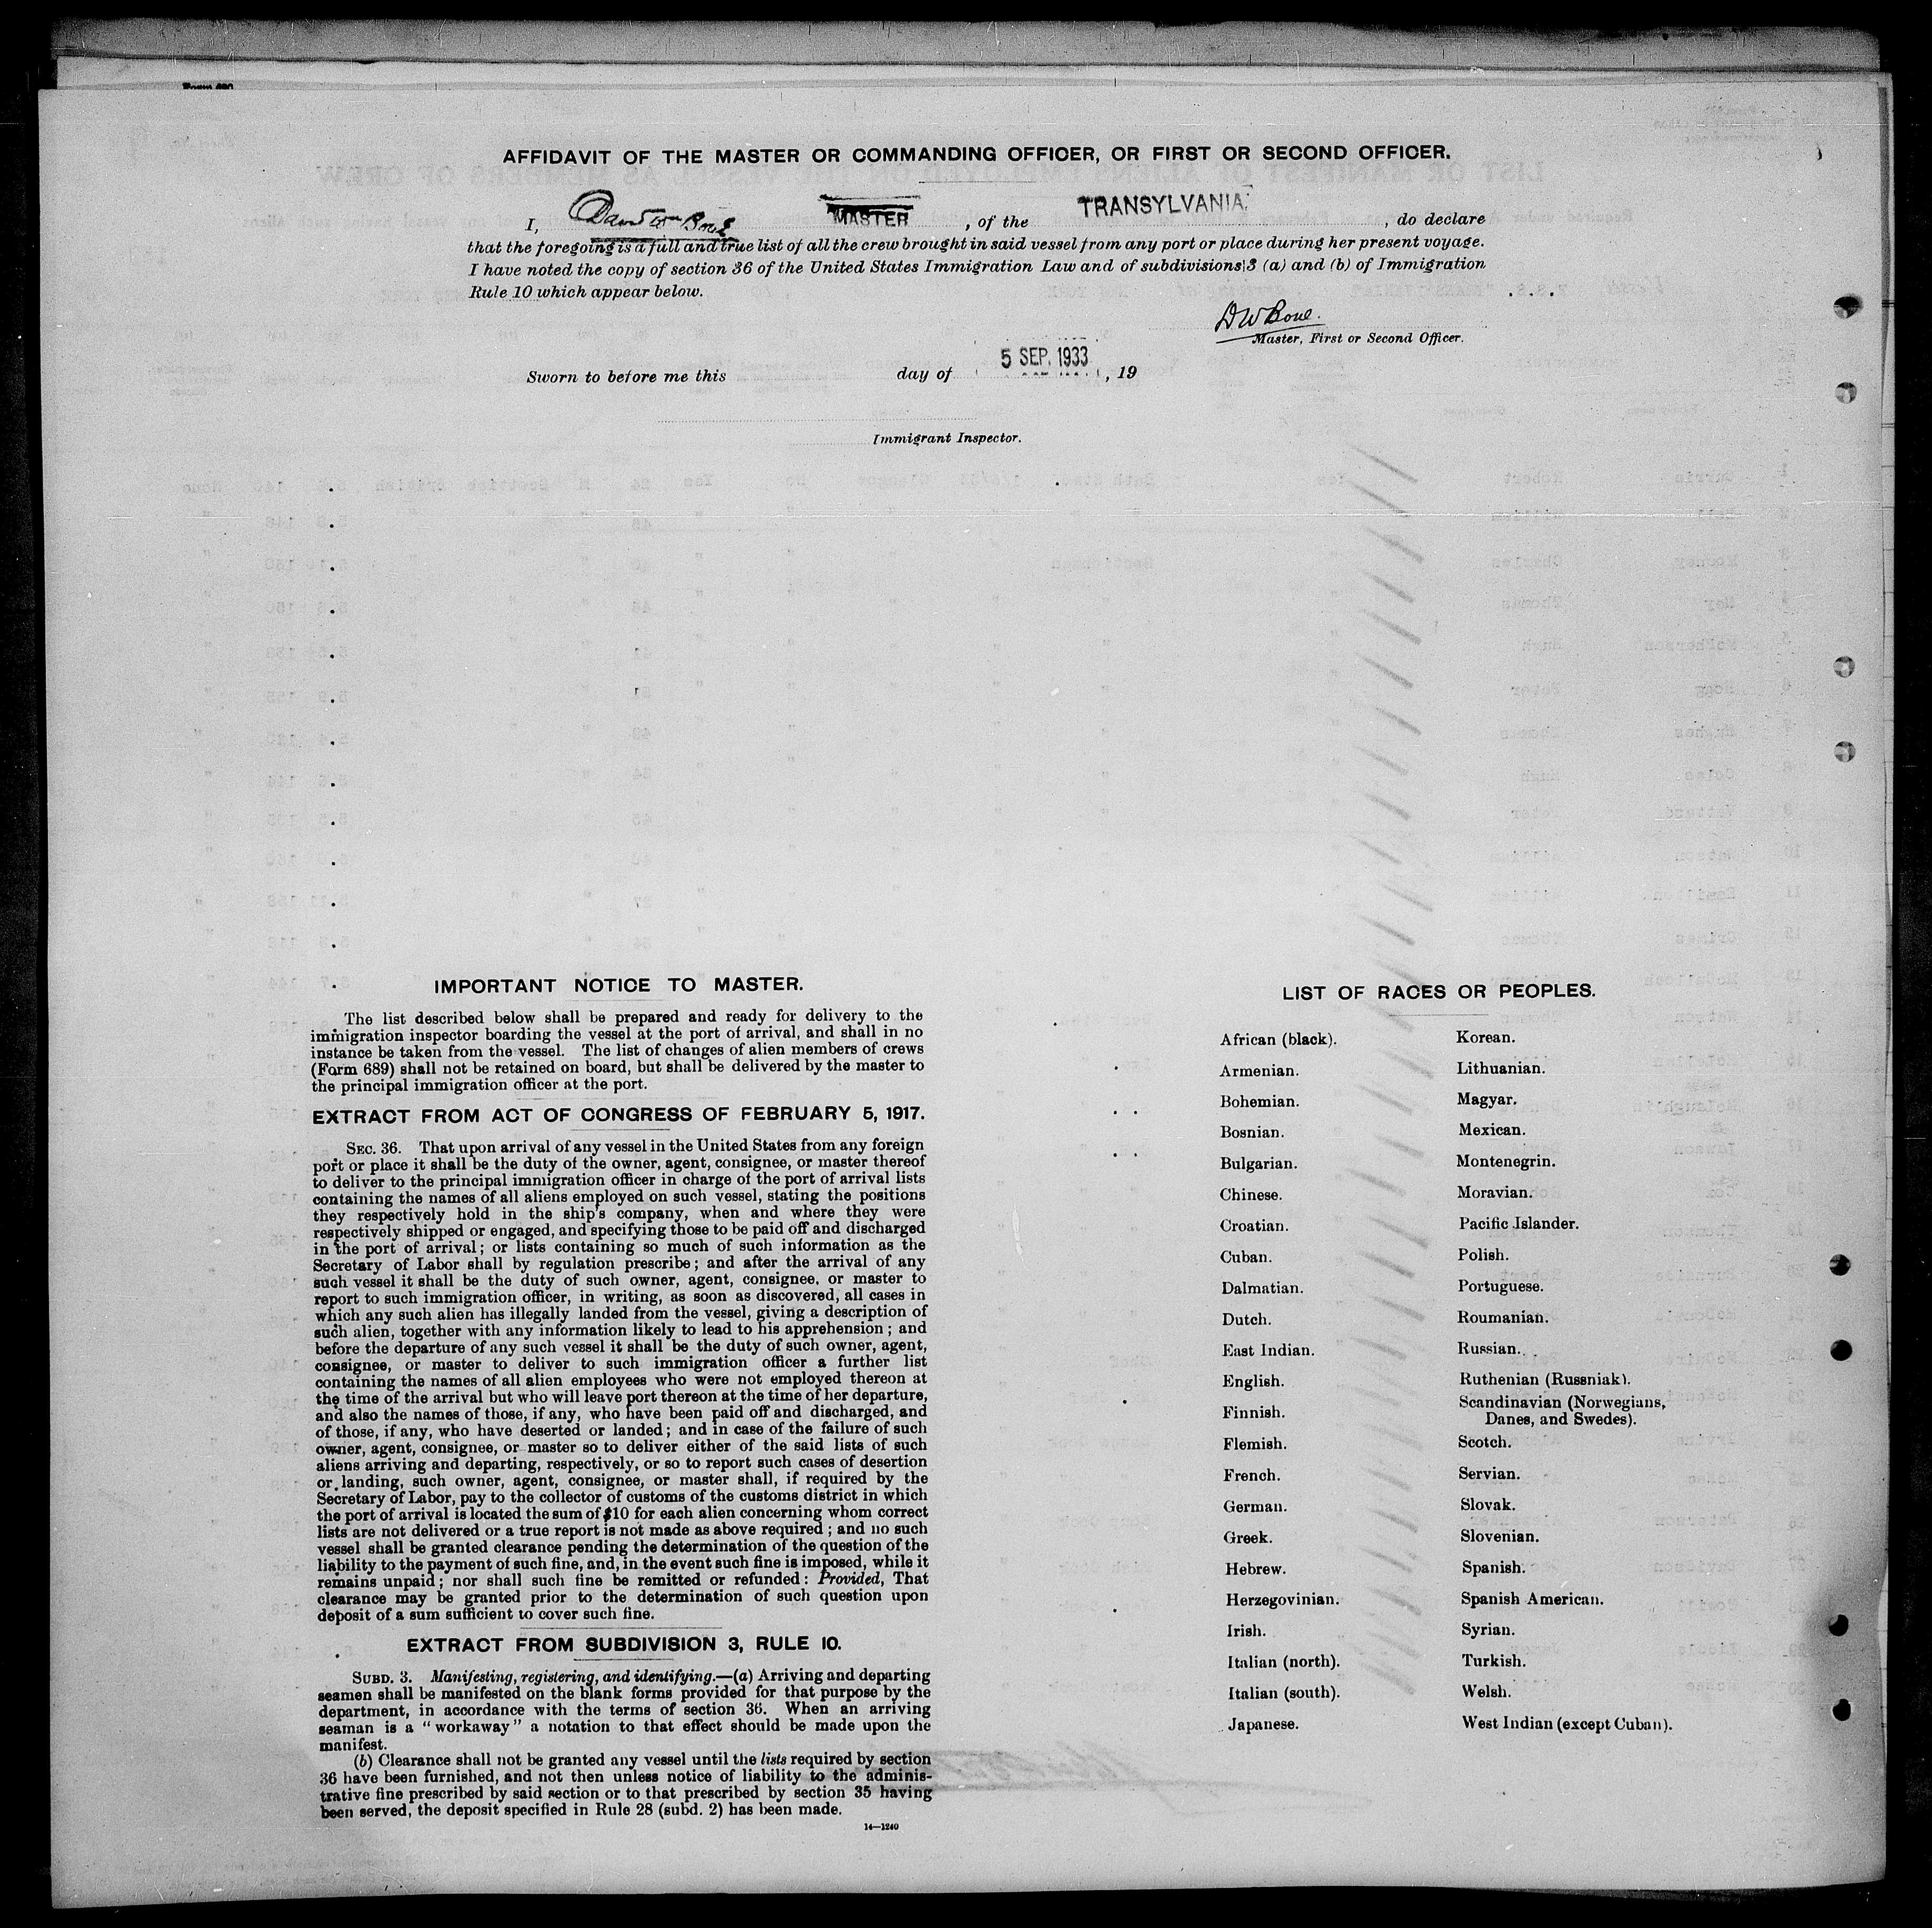 Form 680
AFFIDAVIT OF THE MASTER OR COMMANDING OFFICER, OR FIRST OR SECOND OFFICER.
I, David W Bone MASTER, of the TRANSYLVANIA, do declare
that the foregoing is a full and true list of all the crew brought in said vessel from any port or place during her present voyage.
I have noted the copy of section 36 of the United States Immigration Law and of subdivisions 3 (a) and (b) of Immigration
Rule 10 which appear below.
DW Bone.
Master, First or Second Officer.
Sworn to before me this day of 5 SEP. 1933, 19
Immigrant Inspector.
IMPORTANT NOTICE TO MASTER.
The list described below shall be prepared and ready for delivery to the
immigration inspector boarding the vessel at the port of arrival, and shall in no
instance be taken from the vessel. The list of changes of alien members of crews
(Form 689) shall not be retained on board, but shall be delivered by the master to
the principal immigration officer at the port.
EXTRACT FROM ACT OF CONGRESS OF FEBRUARY 5, 1917.
SEC. 36. That upon arrival of any vessel in the United States from any foreign
port or place it shall be the duty of the owner, agent, consignee, or master thereof
to deliver to the principal immigration officer in charge of the port of arrival lists
containing the names of all aliens employed on such vessel, stating the positions
they respectively hold in the ship's company, when and where they were
respectively shipped or engaged, and specifying those to be paid off and discharged
in the port of arrival; or lists containing so much of such information as the
Secretary of Labor shall by regulation prescribe; and after the arrival of any
such vessel it shall be the duty of such owner, agent, consignee, or master to
report to such immigration officer, in writing, as soon as discovered, all cases in
which any such alien has illegally landed from the vessel, giving a description of
such alien, together with any information likely to lead to his apprehension; and
before the departure of any such vessel it shall be the duty of such owner, agent,
consignee, or master to deliver to such immigration officer a further list
containing the names of all alien employees who were not employed thereon at
the time of the arrival but who will leave port thereon at the time of her departure,
and also the names of those, if any, who have been paid off and discharged, and
of those, if any, who have deserted or landed; and in case of the failure of such
owner, agent, consignee, or master so to deliver either of the said lists of such
aliens arriving and departing, respectively, or so to report such cases of desertion
or landing, such owner, agent, consignee, or master shall, if required by the
Secretary of Labor, pay to the collector of customs of the customs district in which
the port of arrival is located the sum of $10 for each alien concerning whom correct
lists are not delivered or a true report is not made as above required; and no such
vessel shall be granted clearance pending the determination of the question of the
liability to the payment of such fine, and, in the event such fine is imposed, while it
remains unpaid; nor shall such fine be remitted or refunded: Provided, That
clearance may be granted prior to the determination of such question upon
deposit of a sum sufficient to cover such fine.
EXTRACT FROM SUBDIVISION 3, RULE 10.
SUBD. 3. Manifesting, registering, and identifying.—(a) Arriving and departing
seamen shall be manifested on the blank forms provided for that purpose by the
department, in accordance with the terms of section 36. When an arriving
seaman is a "workaway" a notation to that effect should be made upon the
manifest.
(b) Clearance shall not be granted any vessel until the lists required by section
36 have been furnished, and not then unless notice of liability to the adminis-
trative fine prescribed by said section or to that prescribed by section 35 having
been served, the deposit specified in Rule 28 (subd. 2) has been made.
14—1240
LIST OF RACES OR PEOPLES.
African (black).
Armenian.
Bohemian.
Bosnian.
Bulgarian.
Chinese.
Croatian.
Cuban.
Dalmatian.
Dutch.
East Indian.
English.
Finnish.
Flemish.
French.
German.
Greek.
Hebrew.
Herzegovinian.
Irish.
Italian (north).
Italian (south).
Japanese.
Korean.
Lithuanian.
Magyar.
Mexican.
Montenegrin.
Moravian.
Pacific Islander.
Polish.
Portuguese.
Roumanian.
Russian.
Ruthenian (Russniak).
Scandinavian (Norwegians,
Danes, and Swedes).
Scotch.
Servian.
Slovak.
Slovenian.
Spanish.
Spanish American.
Syrian.
Turkish.
Welsh.
West Indian (except Cuban).